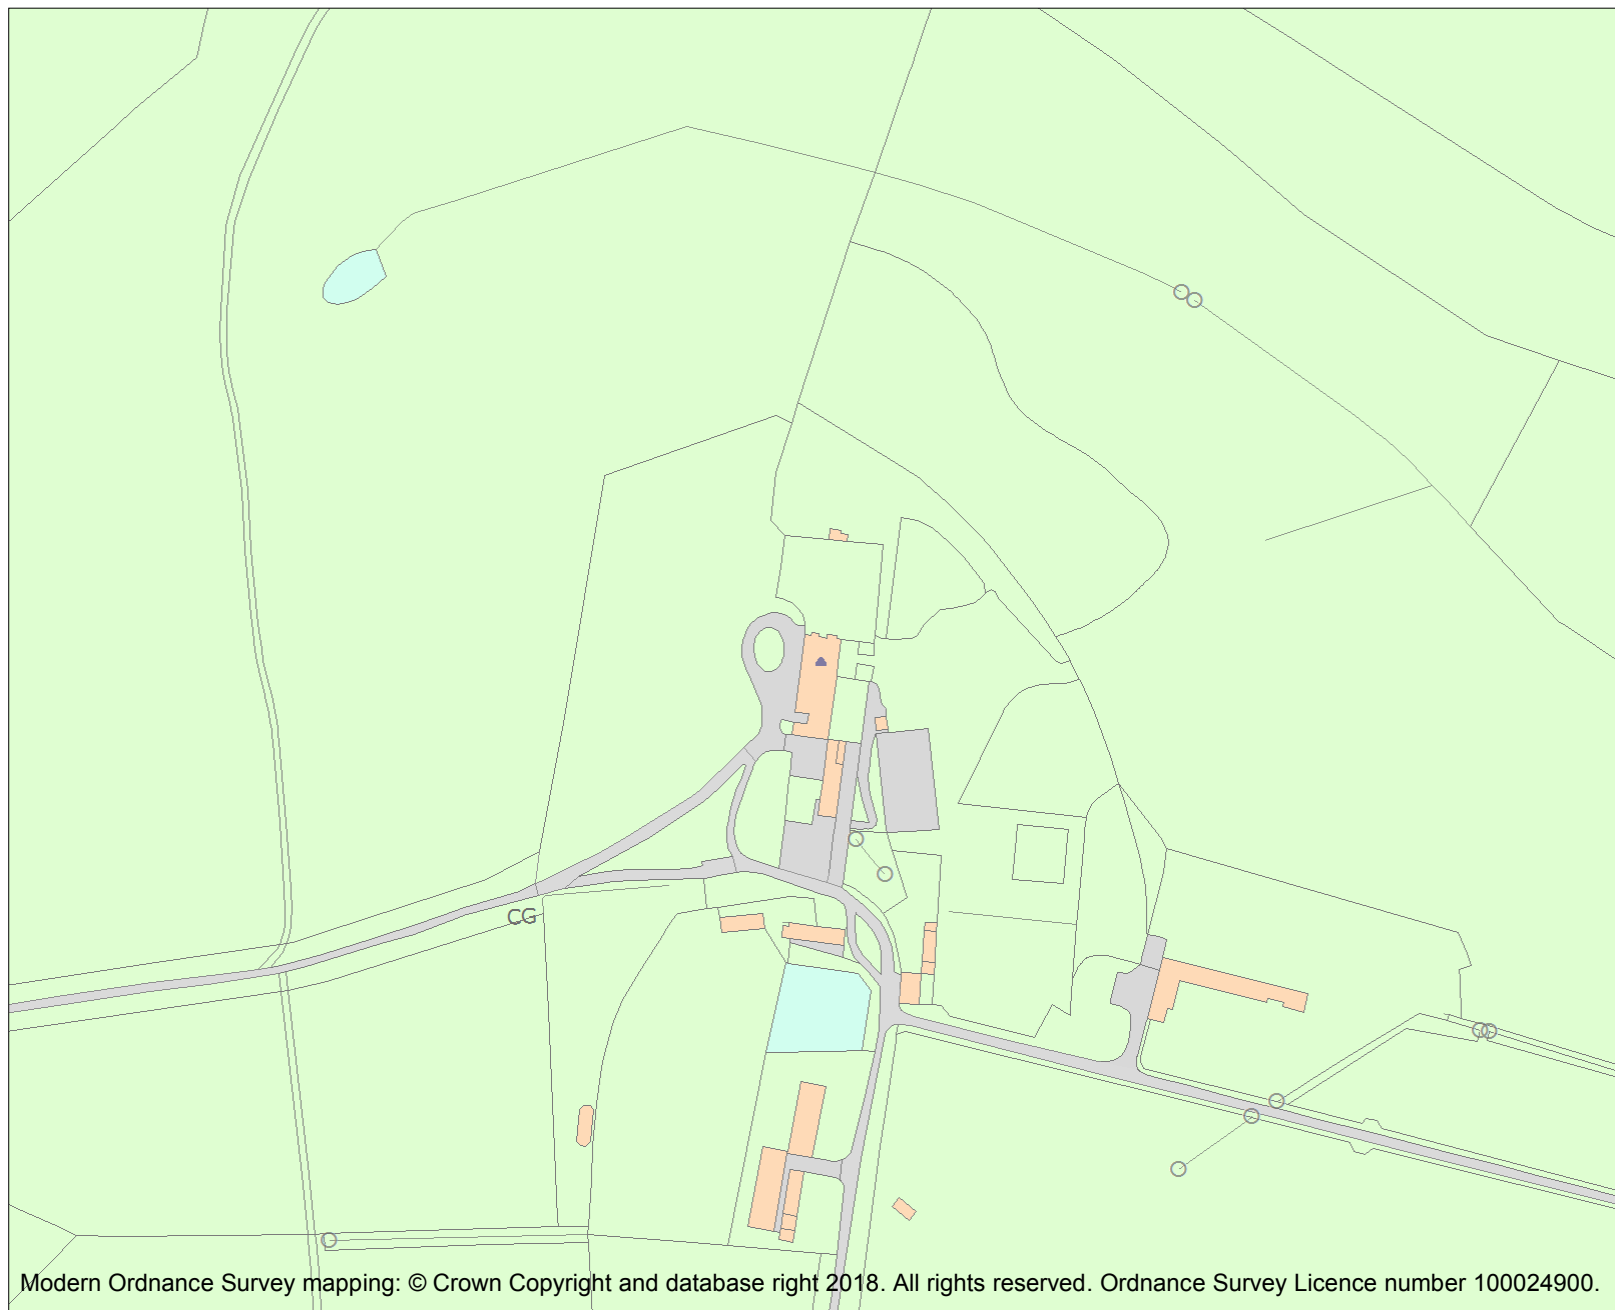 CG
Modern Ordnance Survey mapping: © Crown Copyright and database right 2018. All rights reserved. Ordnance Survey Licence number 100024900.